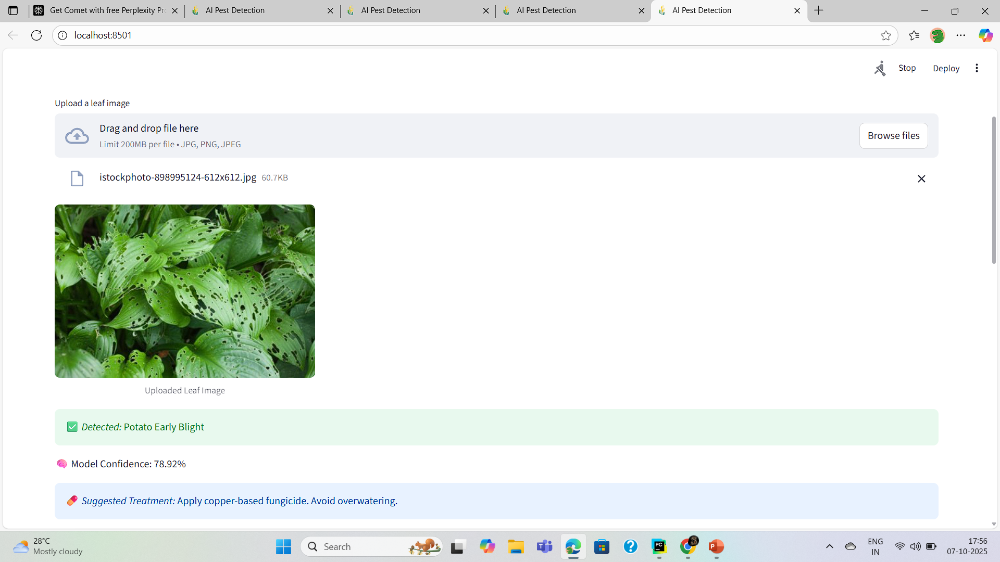 Get Comet with free Perplexity Pr
AI Pest Detection
AI Pest Detection
AI Pest Detection
AI Pest Detection
localhost:8501
Stop
Deploy
Upload a leaf image
Drag and drop file here
Limit 200MB per file • JPG, PNG, JPEG
Browse files
istockphoto-898995124-612x612.jpg 60.7KB
Uploaded Leaf Image
Detected: Potato Early Blight
Model Confidence: 78.92%
Suggested Treatment: Apply copper-based fungicide. Avoid overwatering.
28°C
Mostly cloudy
Search
PC
P
ENG
IN
17:56
07-10-2025